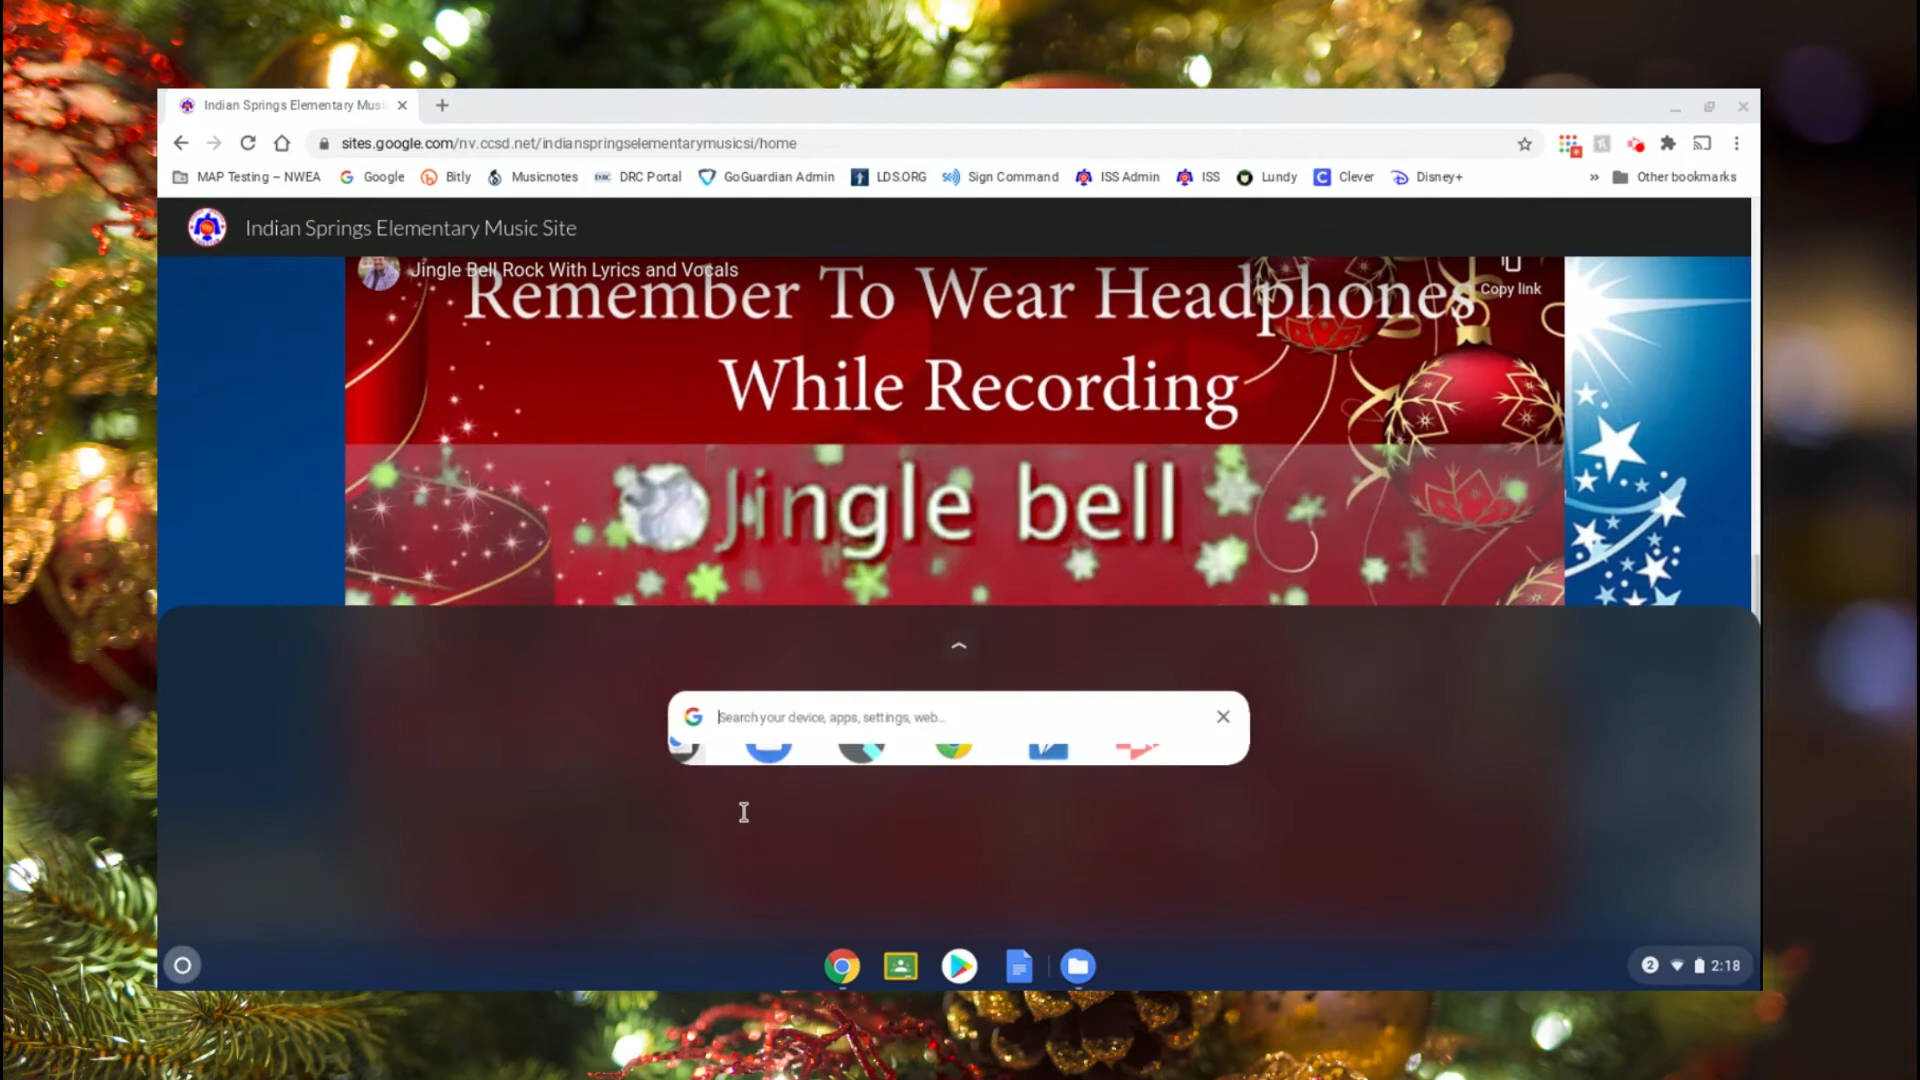 Indian Springs Elementary Musi
sites.google.com/nv.ccsd.net/indianspringselementarymusicsi/home
MAP Testing – NWEA Google Bitly Musicnotes DRC Portal GoGuardian Admin LDS.ORG Sign Command ISS Admin ISS Lundy Clever Disney+ » Other bookmarks
Indian Springs Elementary Music Site
Jingle Bell Rock With Lyrics and Vocals
Copy link
Remember To Wear Headphones
While Recording
Jingle bell
Search your device, apps, settings, web...
2 2:18